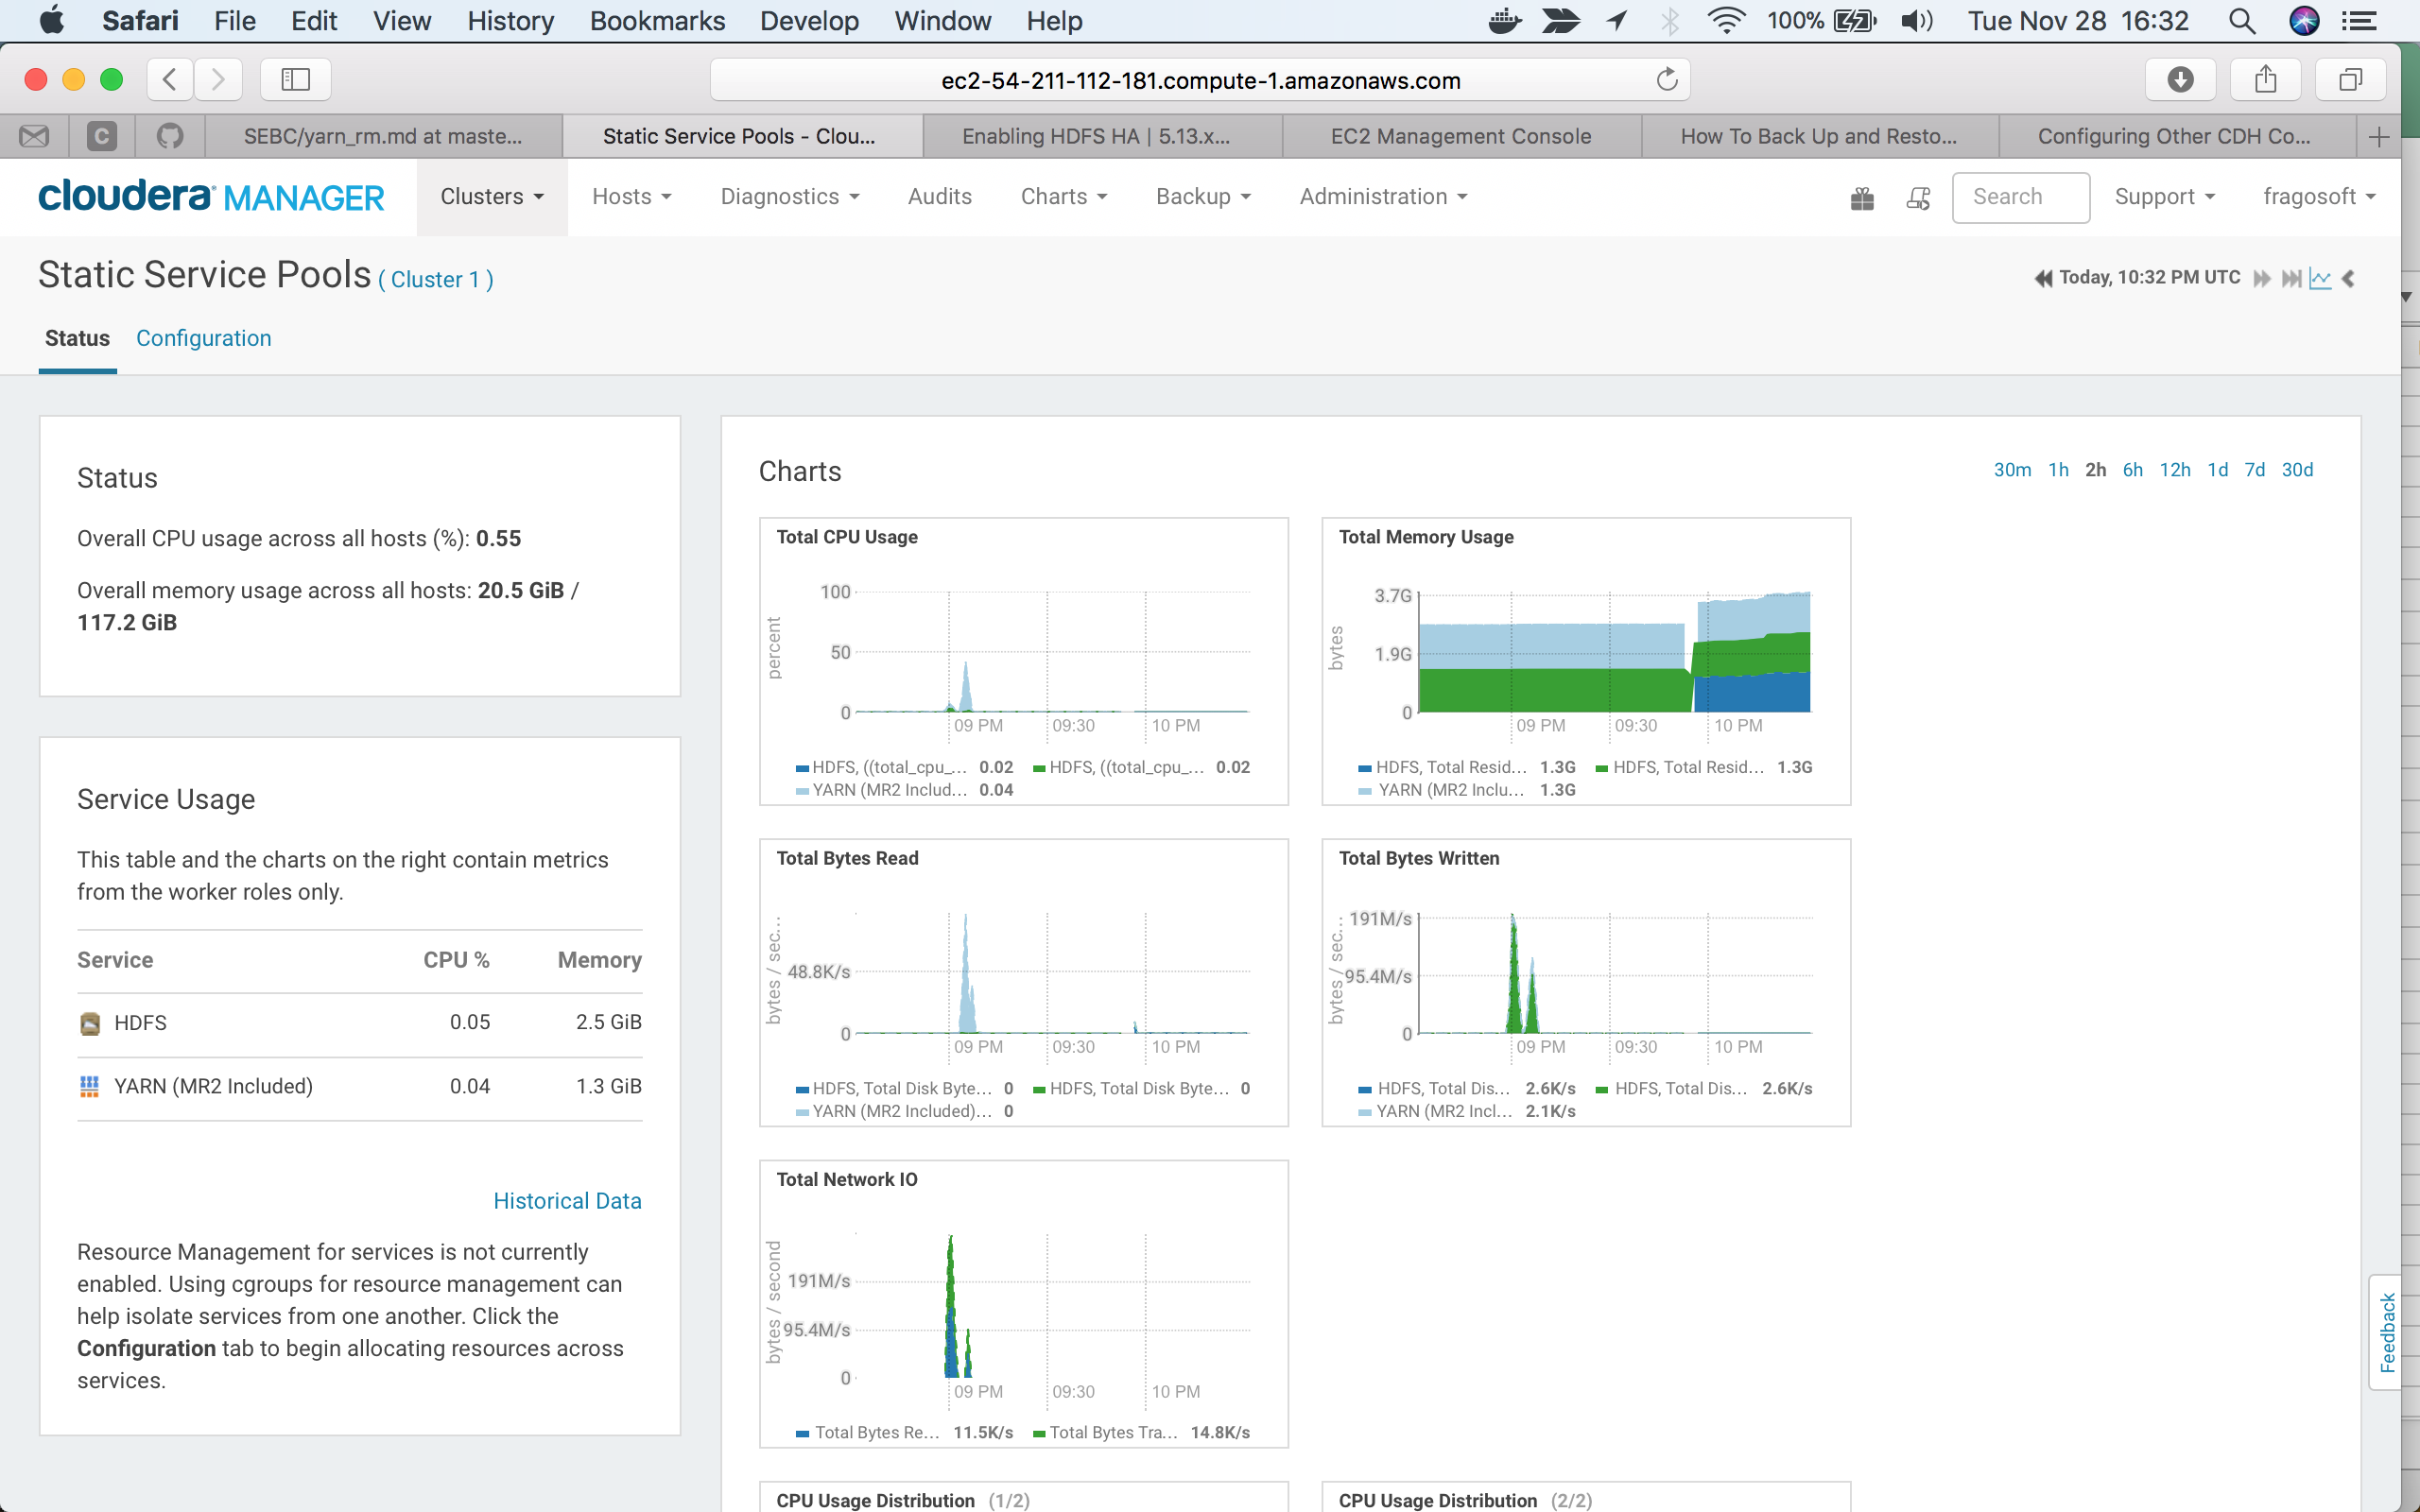 Safari File Edit View History Bookmarks Develop Window Help 100% Tue Nov 28 16:32
ec2-54-211-112-181.compute-1.amazonaws.com
C SEBC/yarn_rm.md at maste... Static Service Pools - Clou... Enabling HDFS HA | 5.13.x... EC2 Management Console How To Back Up and Resto... Configuring Other CDH Co...
cloudera MANAGER Clusters Hosts Diagnostics Audits Charts Backup Administration Search Support fragosoft
Static Service Pools ( Cluster 1 ) Today, 10:32 PM UTC
Status Configuration
Status
Overall CPU usage across all hosts (%): 0.55
Overall memory usage across all hosts: 20.5 GiB /
117.2 GiB
Service Usage
This table and the charts on the right contain metrics
from the worker roles only.
Service CPU % Memory
HDFS 0.05 2.5 GiB
YARN (MR2 Included) 0.04 1.3 GiB
Historical Data
Resource Management for services is not currently
enabled. Using cgroups for resource management can
help isolate services from one another. Click the
Configuration tab to begin allocating resources across
services.
Charts 30m 1h 2h 6h 12h 1d 7d 30d
Total CPU Usage
percent
100
50
0
09 PM 09:30 10 PM
HDFS, ((total_cpu_... 0.02 HDFS, ((total_cpu_... 0.02
YARN (MR2 Includ... 0.04
Total Memory Usage
bytes
3.7G
1.9G
0
09 PM 09:30 10 PM
HDFS, Total Resid... 1.3G HDFS, Total Resid... 1.3G
YARN (MR2 Inclu... 1.3G
Total Bytes Read
bytes / sec...
48.8K/s
0
09 PM 09:30 10 PM
HDFS, Total Disk Byte... 0 HDFS, Total Disk Byte... 0
YARN (MR2 Included)... 0
Total Bytes Written
bytes / sec...
191M/s
95.4M/s
0
09 PM 09:30 10 PM
HDFS, Total Dis... 2.6K/s HDFS, Total Dis... 2.6K/s
YARN (MR2 Incl... 2.1K/s
Total Network IO
bytes / second
191M/s
95.4M/s
0
09 PM 09:30 10 PM
Total Bytes Re... 11.5K/s Total Bytes Tra... 14.8K/s
CPU Usage Distribution (1/2)
CPU Usage Distribution (2/2)
Feedback